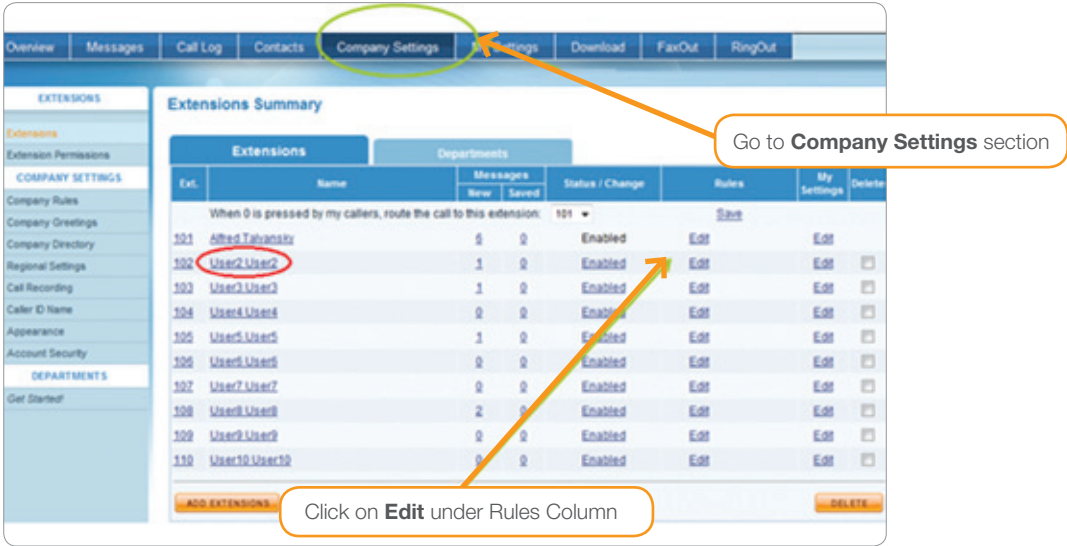 Overview Messages Call Log Contacts Company Settings Download FaxOut RingOut
EXTENSIONS
Extensions
Extension Permissions
COMPANY SETTINGS
Company Rules
Company Greetings
Company Directory
Regional Settings
Call Recording
Caller ID Name
Appearance
Account Security
DEPARTMENTS
Get Started!
Extensions Summary
Go to Company Settings section
Extensions Departments
Ext. Name Messages Status / Change Rules My Settings Delete
New Saved
When 0 is pressed by my callers, route the call to this extension: 101 Save
101 Alfred Talyansky 6 0 Enabled Edit Edit
102 User2 User2 1 0 Enabled Edit Edit
103 User3 User3 1 0 Enabled Edit Edit
104 User4 User4 0 0 Enabled Edit Edit
105 User5 User5 1 0 Enabled Edit Edit
106 0 0 Enabled Edit Edit
107 User7 User7 0 0 Enabled Edit Edit
108 User8 User8 2 0 Enabled Edit Edit
109 User9 User9 0 0 Enabled Edit Edit
110 User10 User10 0 0 Enabled Edit Edit
ADD EXTENSIONS
Click on Edit under Rules Column
DELETE